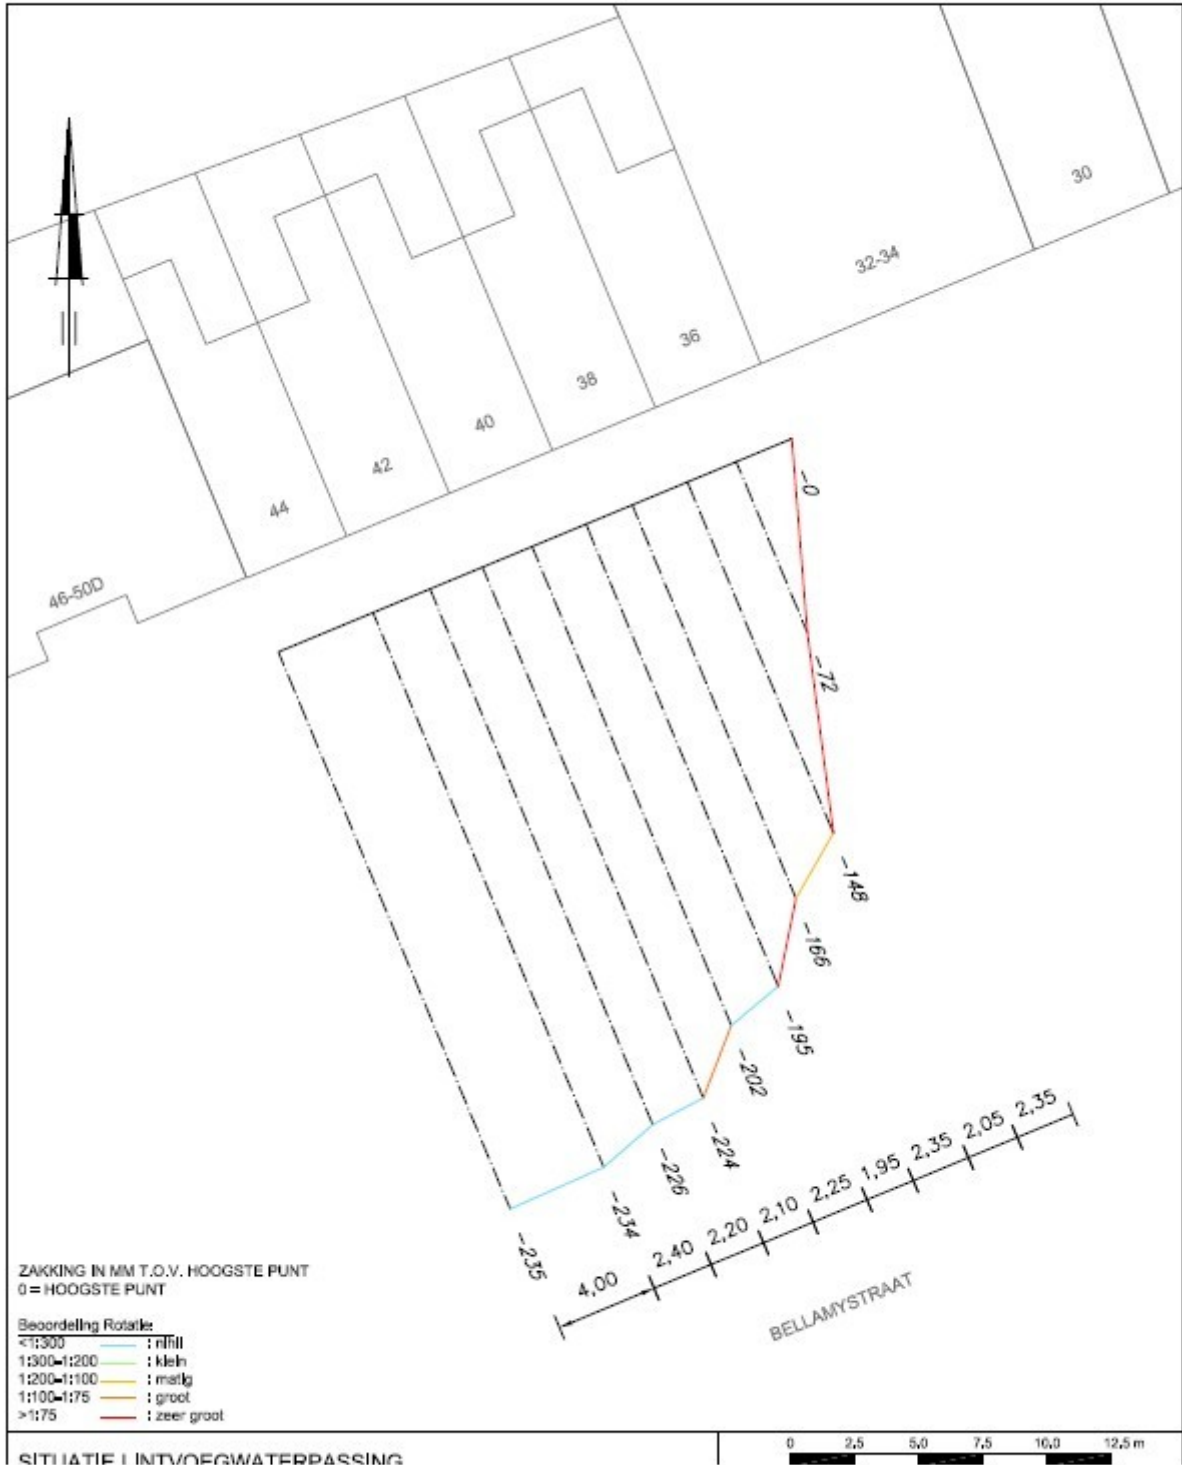 30
32-34
36
38
40
42
44
46-50D
-0
-72
-148
-166
-195
-202
-224
-226
-234
-235
4,00 2,40 2,20 2,10 2,25 1,95 2,35 2,05 2,35
BELLAMYSTRAAT
ZAKKING IN MM T.O.V. HOOGSTE PUNT
0 = HOOGSTE PUNT
Beoordeling Rotatie:
<1:300 : nihil
1:300-1:200 : klein
1:200-1:100 : matig
1:100-1:75 : groot
>1:75 : zeer groot
SITUATIE LINTVOEGWATERPASSING
0 2,5 5,0 7,5 10,0 12,5 m